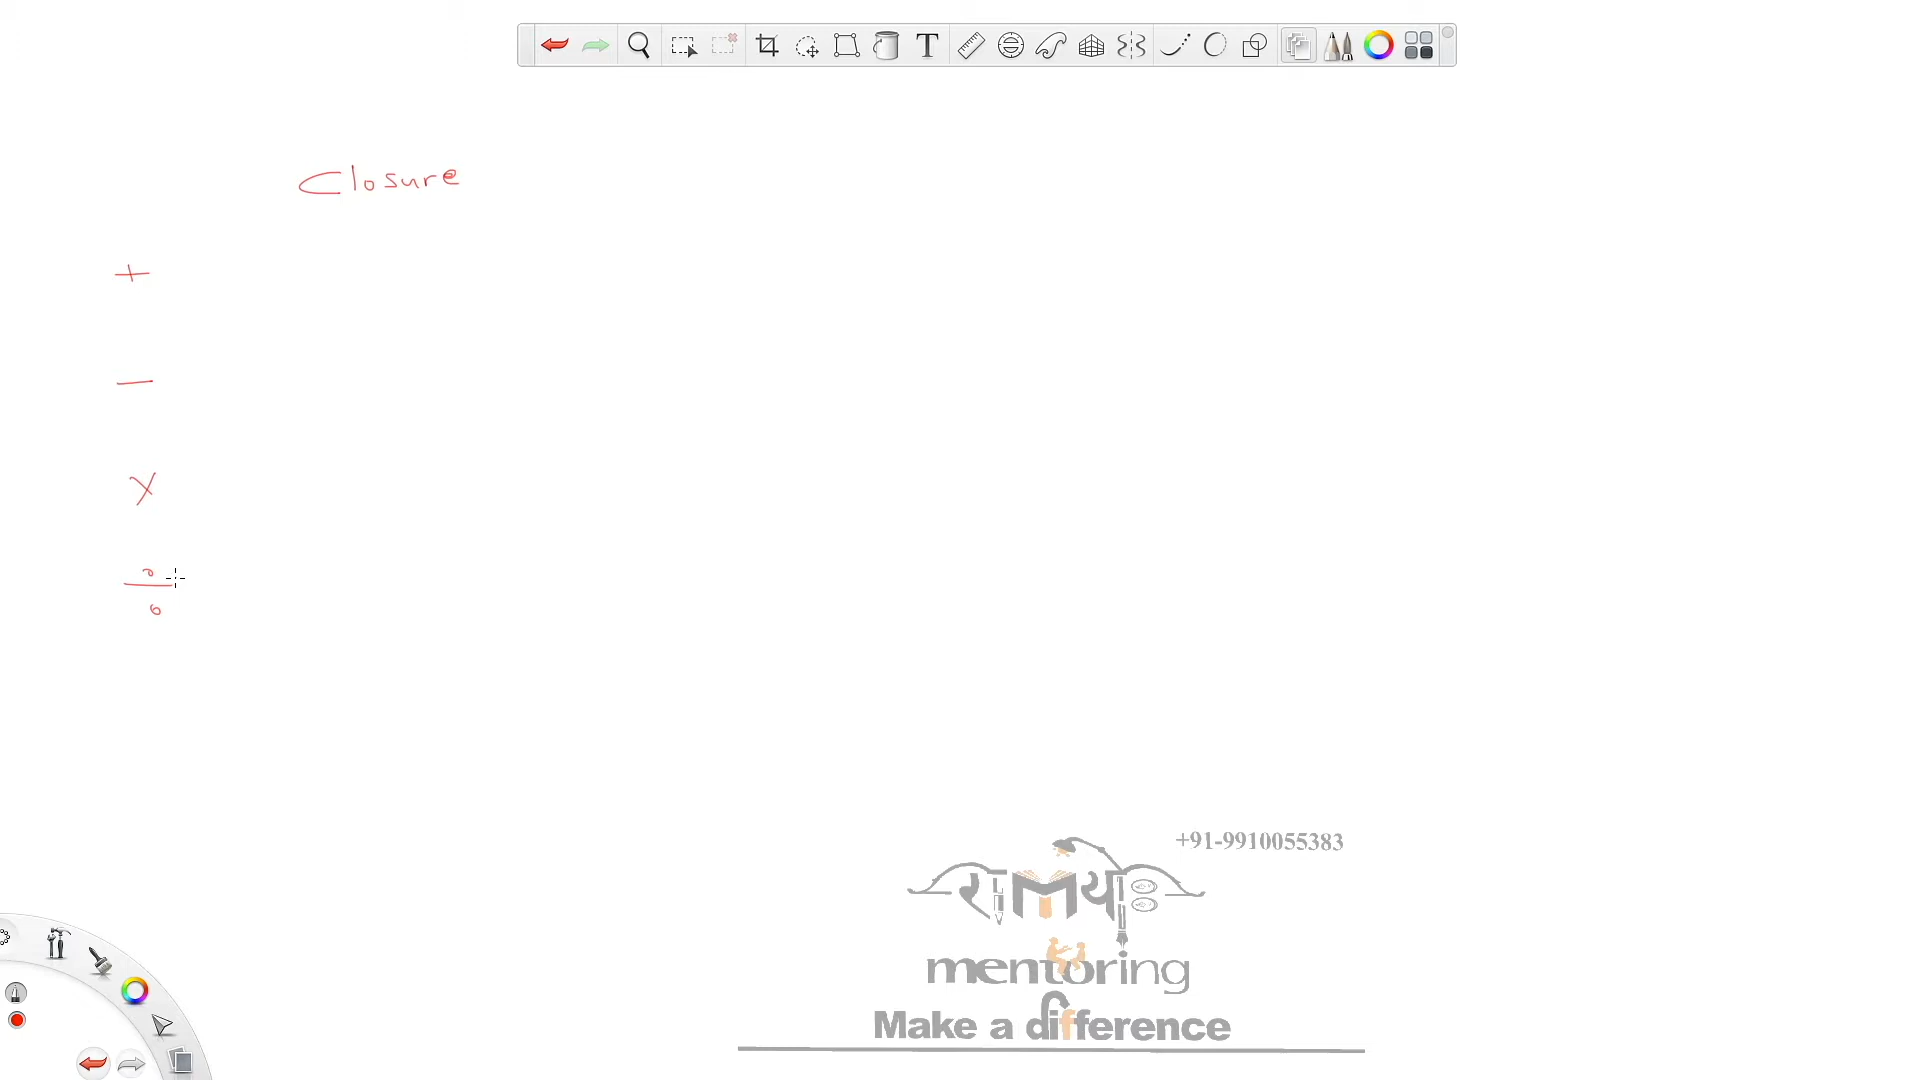 Closure
+
−
×
÷
+91-9910055383
रामया:
mentoring
Make a difference